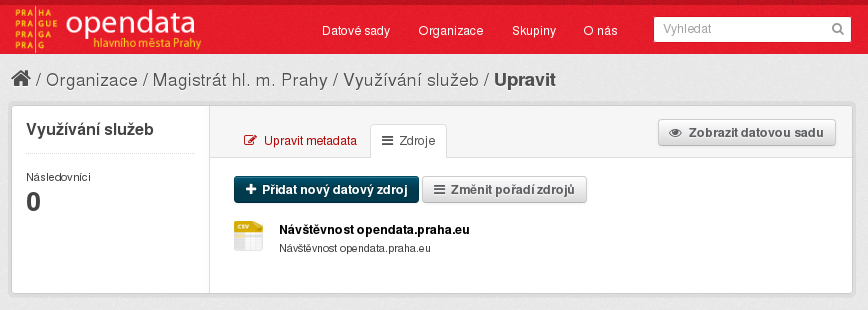 PRA|HA
PRA|GUE
PRA|GA
PRA|G
opendata
hlavního města Prahy
Datové sady Organizace Skupiny O nás
Vyhledat
/ Organizace / Magistrát hl. m. Prahy / Využívání služeb / Upravit
Využívání služeb
Následovníci
0
Upravit metadata
Zdroje
Zobrazit datovou sadu
Přidat nový datový zdroj
Změnit pořadí zdrojů
CSV
Návštěvnost opendata.praha.eu
Návštěvnost opendata.praha.eu